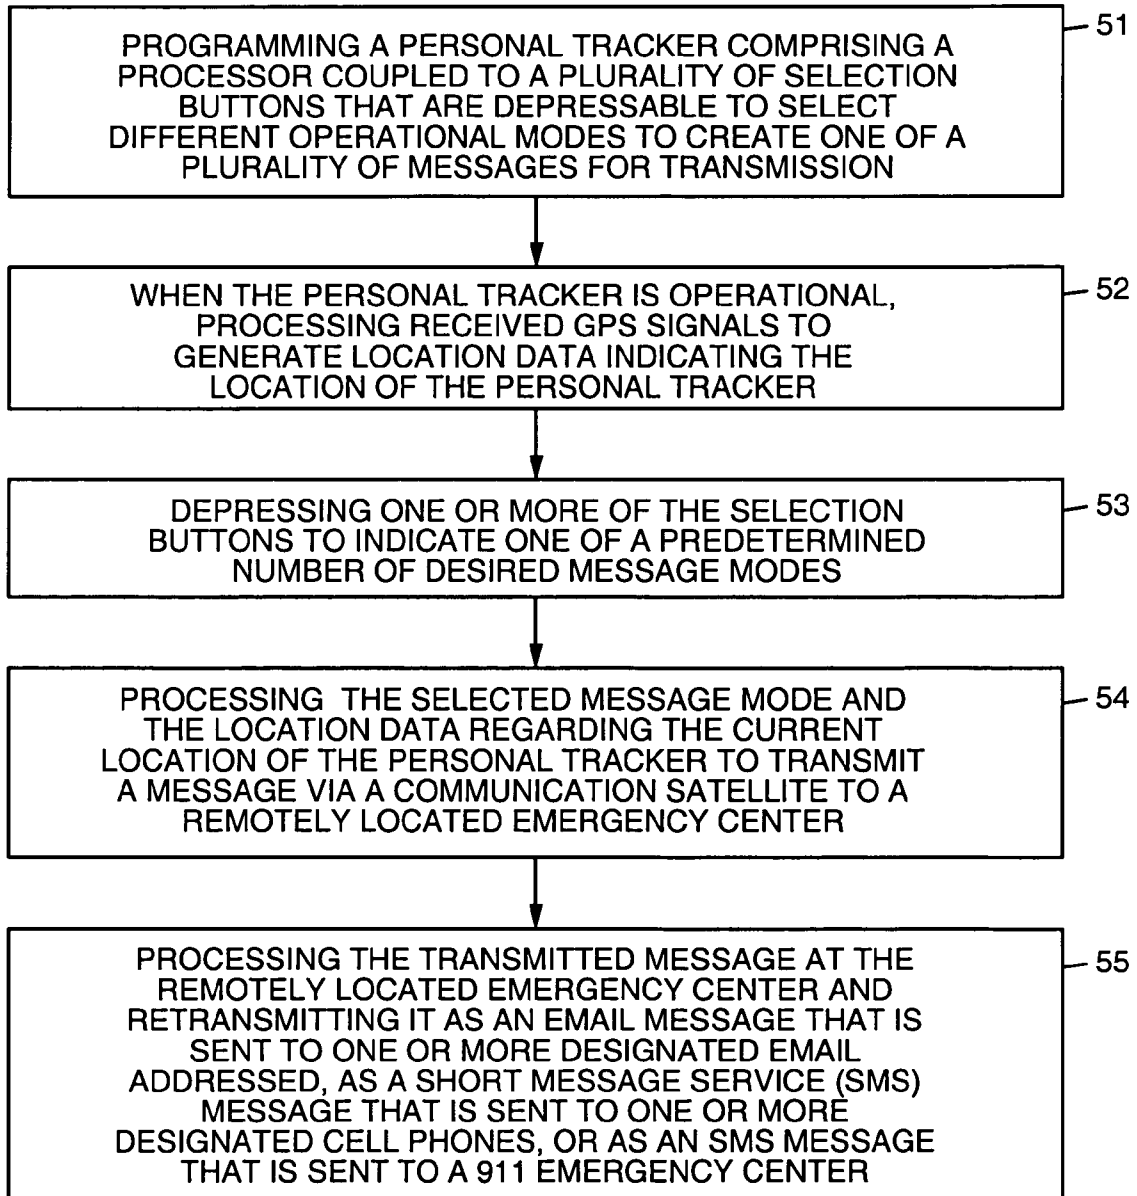 PROGRAMMING A PERSONAL TRACKER COMPRISING A
PROCESSOR COUPLED TO A PLURALITY OF SELECTION
BUTTONS THAT ARE DEPRESSABLE TO SELECT
DIFFERENT OPERATIONAL MODES TO CREATE ONE OF A
PLURALITY OF MESSAGES FOR TRANSMISSION
51
WHEN THE PERSONAL TRACKER IS OPERATIONAL,
PROCESSING RECEIVED GPS SIGNALS TO
GENERATE LOCATION DATA INDICATING THE
LOCATION OF THE PERSONAL TRACKER
52
DEPRESSING ONE OR MORE OF THE SELECTION
BUTTONS TO INDICATE ONE OF A PREDETERMINED
NUMBER OF DESIRED MESSAGE MODES
53
PROCESSING THE SELECTED MESSAGE MODE AND
THE LOCATION DATA REGARDING THE CURRENT
LOCATION OF THE PERSONAL TRACKER TO TRANSMIT
A MESSAGE VIA A COMMUNICATION SATELLITE TO A
REMOTELY LOCATED EMERGENCY CENTER
54
PROCESSING THE TRANSMITTED MESSAGE AT THE
REMOTELY LOCATED EMERGENCY CENTER AND
RETRANSMITTING IT AS AN EMAIL MESSAGE THAT IS
SENT TO ONE OR MORE DESIGNATED EMAIL
ADDRESSED, AS A SHORT MESSAGE SERVICE (SMS)
MESSAGE THAT IS SENT TO ONE OR MORE
DESIGNATED CELL PHONES, OR AS AN SMS MESSAGE
THAT IS SENT TO A 911 EMERGENCY CENTER
55